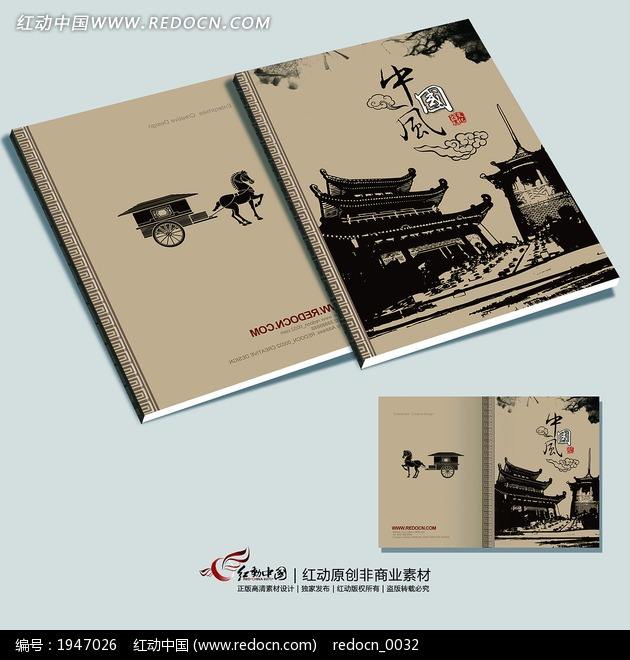 红动中国 WWW.REDOCN.COM
中国风
Enterprises Creative Design
WWW.REDOCN.COM
中国风
WWW.REDOCN.COM
红动中国
红动原创非商业素材
正版高清素材设计 | 独家发布 | 红动版权所有 | 盗版转载必究
编号：1947026 红动中国 (www.redocn.com) redocn_0032